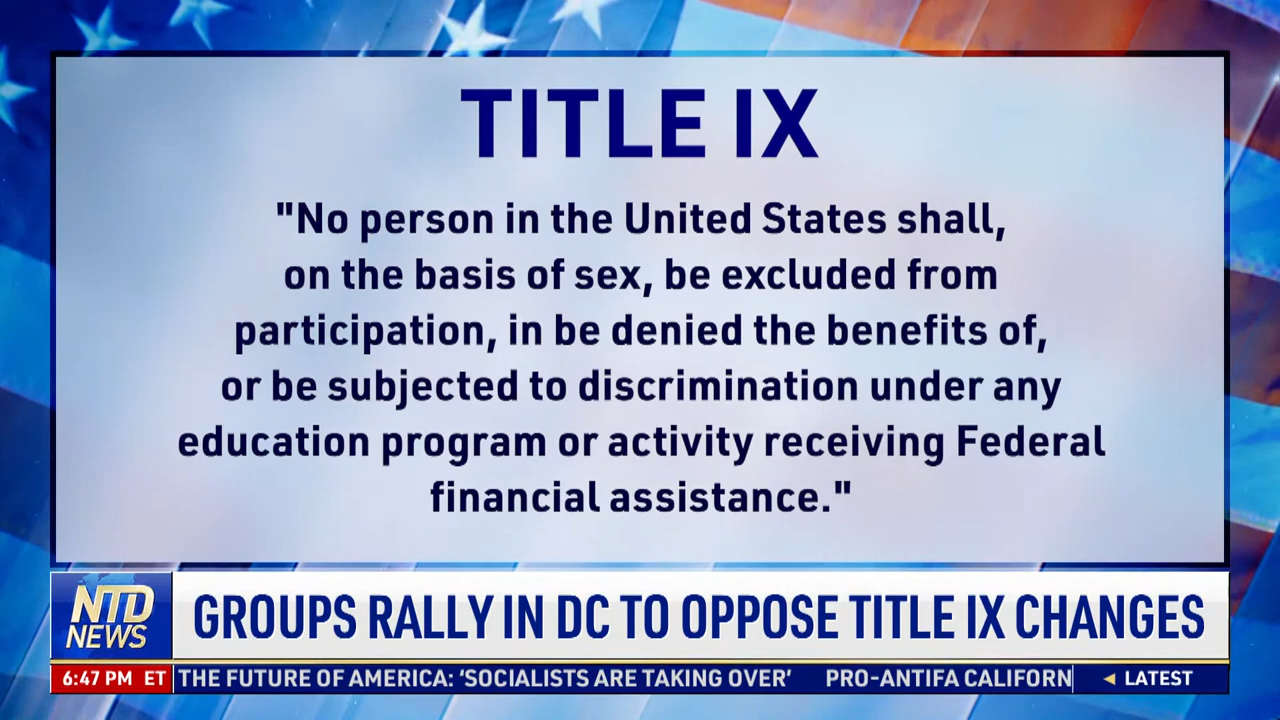 TITLE IX
"No person in the United States shall,
on the basis of sex, be excluded from
participation, in be denied the benefits of,
or be subjected to discrimination under any
education program or activity receiving Federal
financial assistance."
NTD
NEWS
GROUPS RALLY IN DC TO OPPOSE TITLE IX CHANGES
6:47 PM ET
THE FUTURE OF AMERICA: ‘SOCIALISTS ARE TAKING OVER’ PRO-ANTIFA CALIFORN
◄ LATEST